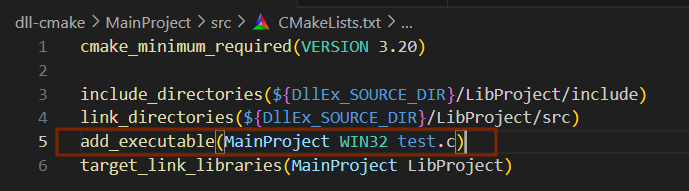 dll-cmake > MainProject > src > CMakeLists.txt > ...
1 cmake_minimum_required(VERSION 3.20)
2
3 include_directories(${DllEx_SOURCE_DIR}/LibProject/include)
4 link_directories(${DllEx_SOURCE_DIR}/LibProject/src)
5 add_executable(MainProject WIN32 test.c)
6 target_link_libraries(MainProject LibProject)